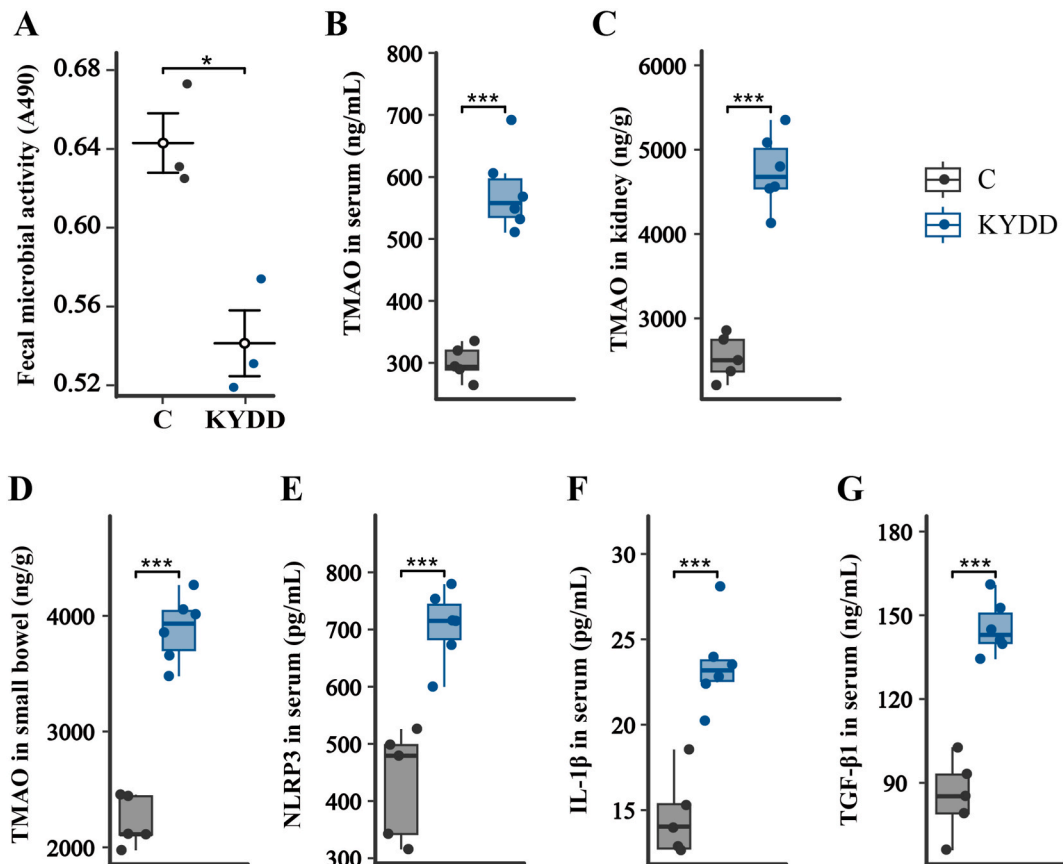 A
Fecal microbial activity (A490)
0.68
0.64
0.60
0.56
0.52
*
C
KYDD
B
TMAO in serum (ng/mL)
800
700
600
500
400
300
***
C
TMAO in kidney (ng/g)
6000
5000
4000
3000
***
C
KYDD
D
TMAO in small bowel (ng/g)
4000
3000
2000
***
E
NLRP3 in serum (pg/mL)
800
700
600
500
400
300
***
F
IL-1β in serum (pg/mL)
30
25
22
15
***
G
TGF-β1 in serum (ng/mL)
180
150
120
90
***